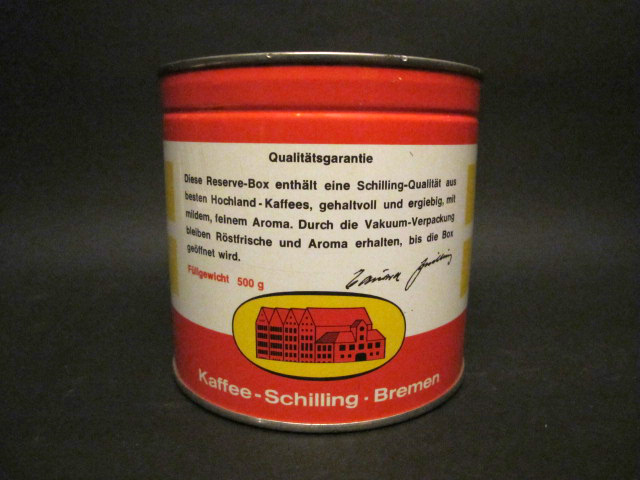 Qualitätsgarantie
Diese Reserve-Box enthält eine Schilling-Qualität aus
besten Hochland-Kaffees, gehaltvoll und ergiebig, mit
mildem, feinem Aroma. Durch die Vakuum-Verpackung
bleiben Röstfrische und Aroma erhalten, bis die Box
geöffnet wird.
Füllgewicht 500 g
Kaffee-Schilling · Bremen